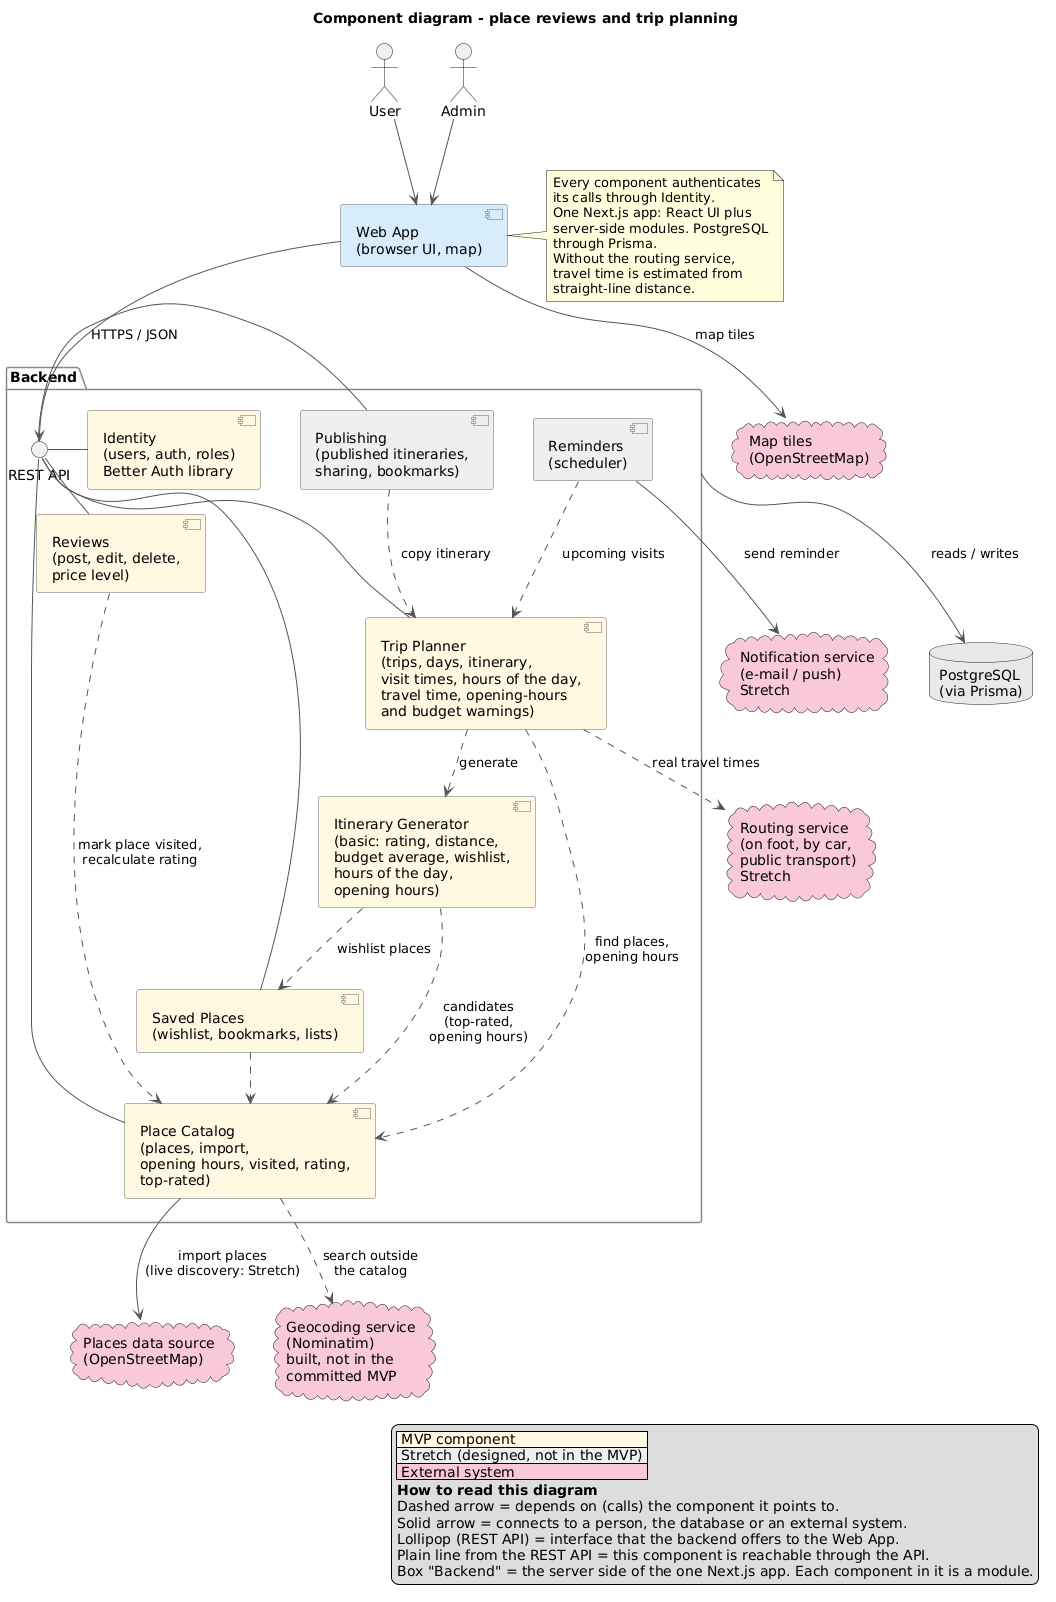 Component diagram - place reviews and trip planning
User
Admin
Web App
(browser UI, map)
Every component authenticates
its calls through Identity.
One Next.js app: React UI plus
server-side modules. PostgreSQL
through Prisma.
Without the routing service,
travel time is estimated from
straight-line distance.
HTTPS / JSON
map tiles
Backend
REST API
Identity
(users, auth, roles)
Better Auth library
Publishing
(published itineraries,
sharing, bookmarks)
Reminders
(scheduler)
Map tiles
(OpenStreetMap)
Reviews
(post, edit, delete,
price level)
copy itinerary
upcoming visits
send reminder
reads / writes
Trip Planner
(trips, days, itinerary,
visit times, hours of the day,
travel time, opening-hours
and budget warnings)
Notification service
(e-mail / push)
Stretch
PostgreSQL
(via Prisma)
generate
real travel times
Itinerary Generator
(basic: rating, distance,
budget average, wishlist,
hours of the day,
opening hours)
Routing service
(on foot, by car,
public transport)
Stretch
mark place visited,
recalculate rating
wishlist places
find places,
opening hours
Saved Places
(wishlist, bookmarks, lists)
candidates
(top-rated,
opening hours)
Place Catalog
(places, import,
opening hours, visited, rating,
top-rated)
import places
(live discovery: Stretch)
search outside
the catalog
Places data source
(OpenStreetMap)
Geocoding service
(Nominatim)
built, not in the
committed MVP
MVP component
Stretch (designed, not in the MVP)
External system
How to read this diagram
Dashed arrow = depends on (calls) the component it points to.
Solid arrow = connects to a person, the database or an external system.
Lollipop (REST API) = interface that the backend offers to the Web App.
Plain line from the REST API = this component is reachable through the API.
Box "Backend" = the server side of the one Next.js app. Each component in it is a module.